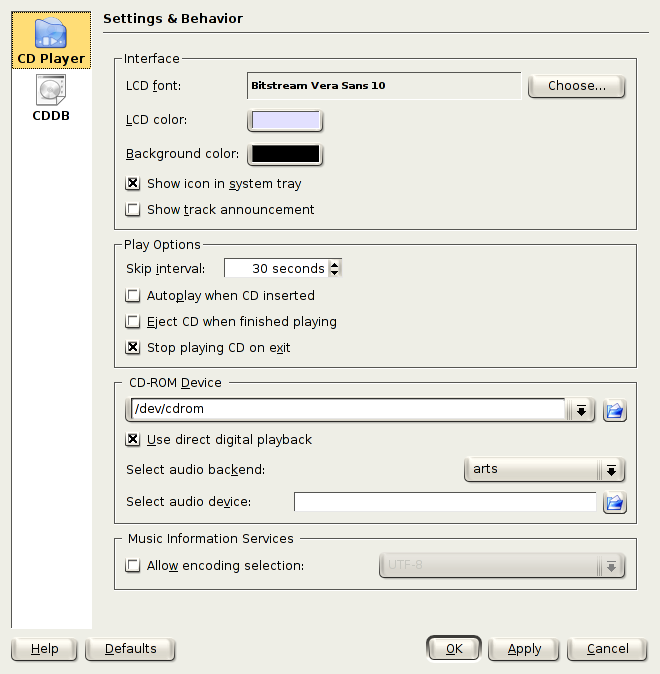 CD Player
CDDB
Settings & Behavior
Interface
LCD font: Bitstream Vera Sans 10 Choose...
LCD color:
Background color:
Show icon in system tray
Show track announcement
Play Options
Skip interval: 30 seconds
Autoplay when CD inserted
Eject CD when finished playing
Stop playing CD on exit
CD-ROM Device
/dev/cdrom
Use direct digital playback
Select audio backend: arts
Select audio device:
Music Information Services
Allow encoding selection: UTF-8
Help Defaults OK Apply Cancel